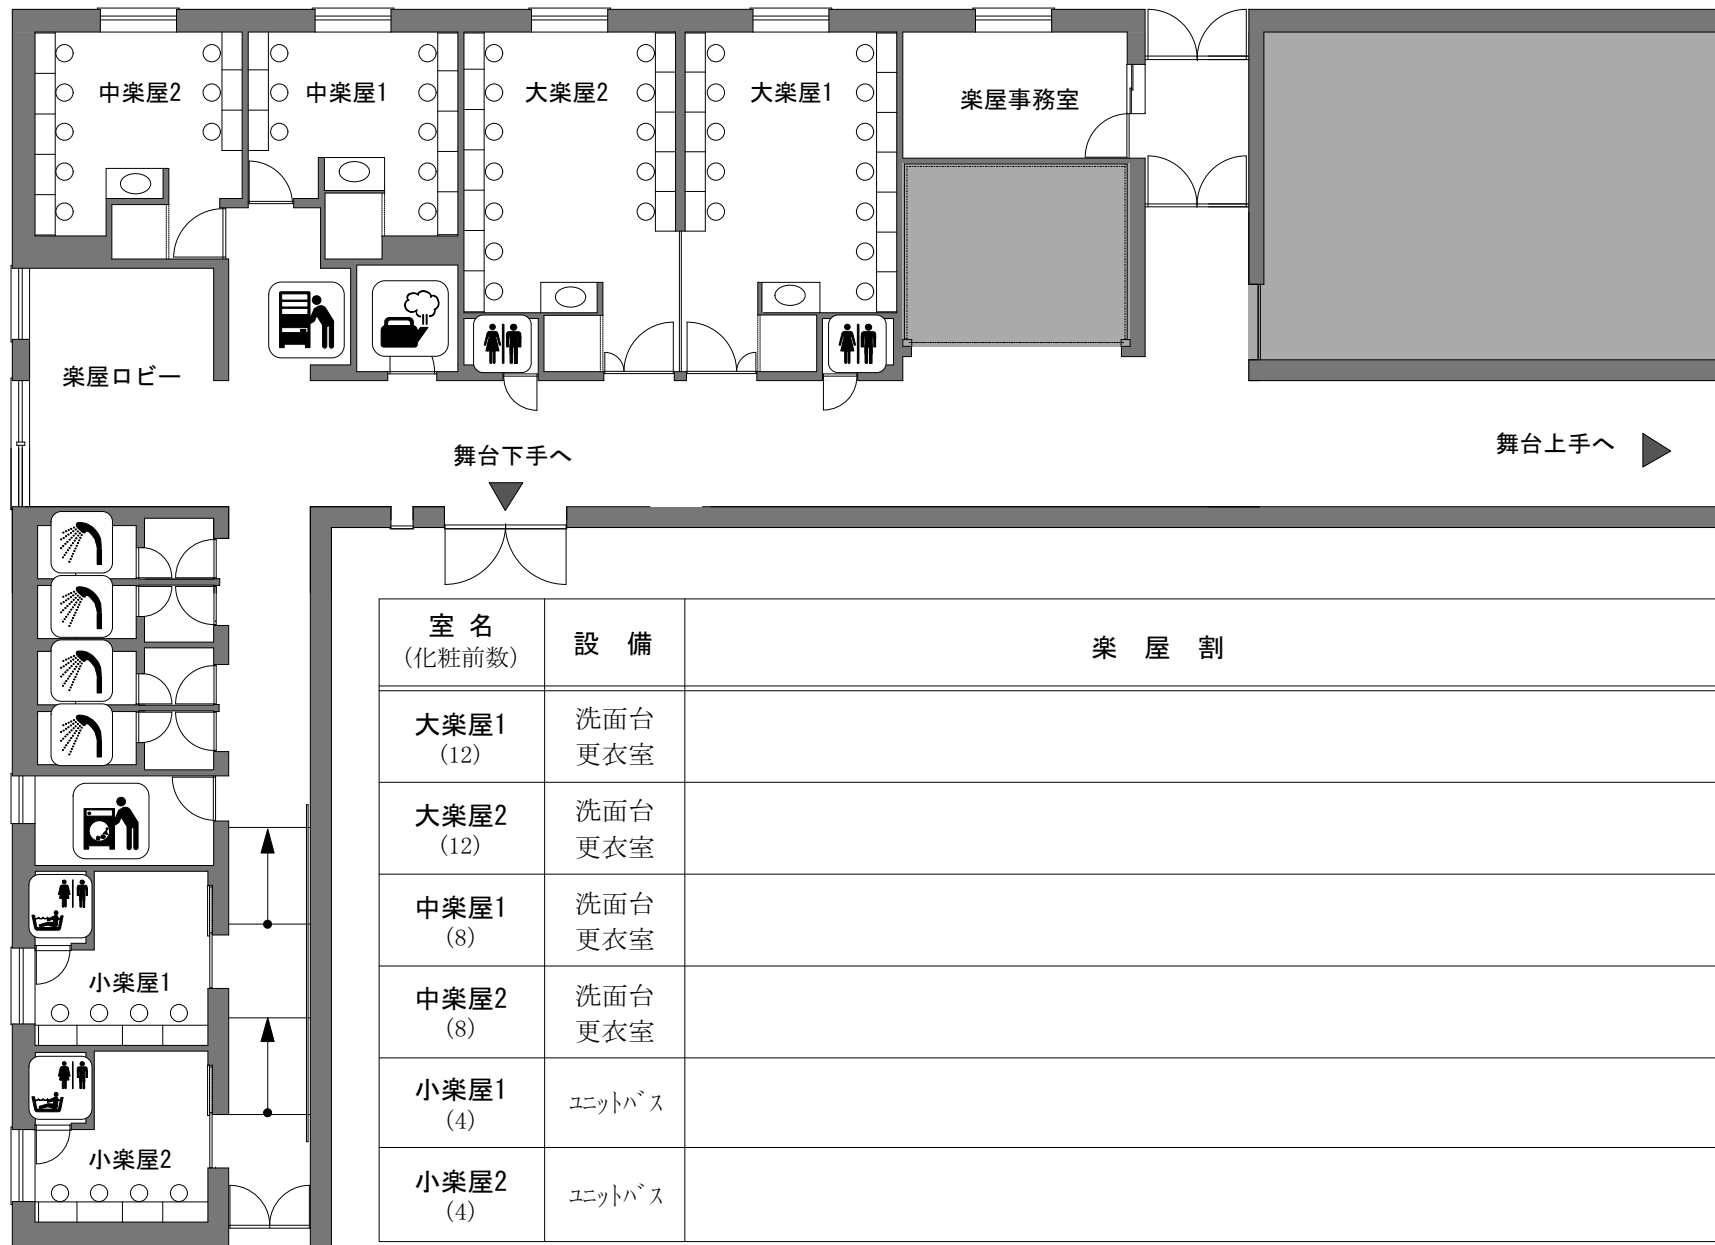 中楽屋2
中楽屋1
大楽屋2
大楽屋1
楽屋事務室
楽屋ロビー
舞台下手へ
舞台上手へ
小楽屋1
小楽屋2
室 名
(化粧前数)
設 備
楽 屋 割
大楽屋1
(12)
洗面台
更衣室
大楽屋2
(12)
洗面台
更衣室
中楽屋1
(8)
洗面台
更衣室
中楽屋2
(8)
洗面台
更衣室
小楽屋1
(4)
ユニットバス
小楽屋2
(4)
ユニットバス